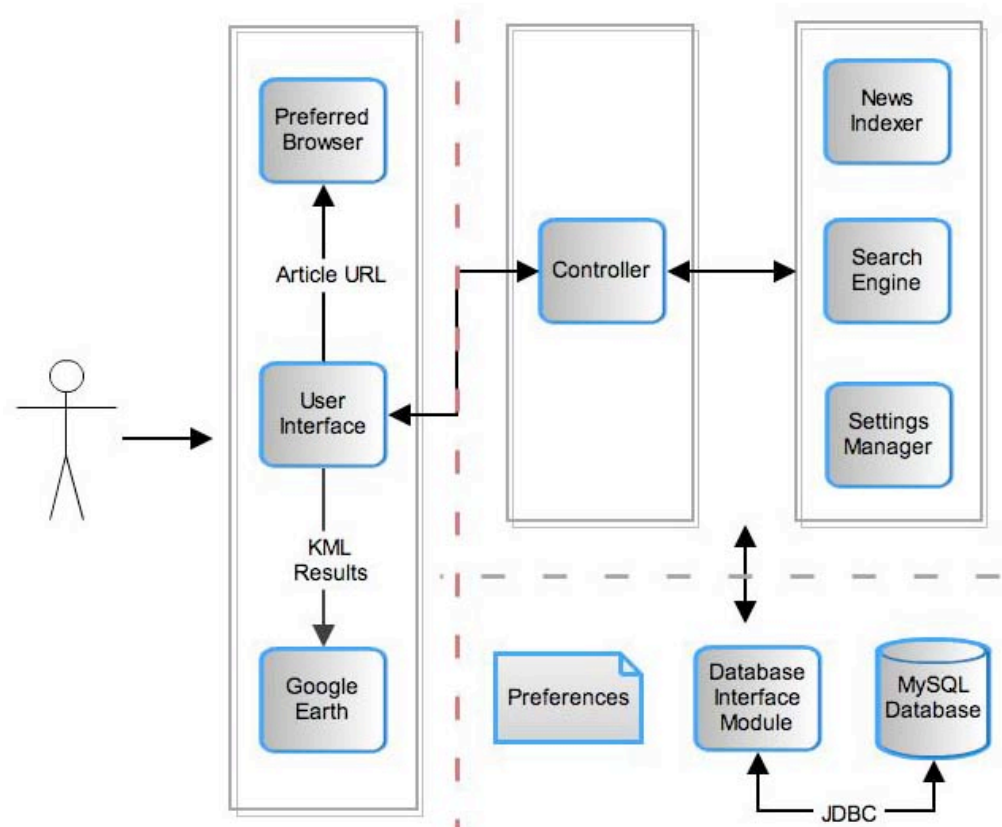 Preferred
Browser
Article URL
User
Interface
KML
Results
Google
Earth
Controller
News
Indexer
Search
Engine
Settings
Manager
Preferences
Database
Interface
Module
MySQL
Database
JDBC